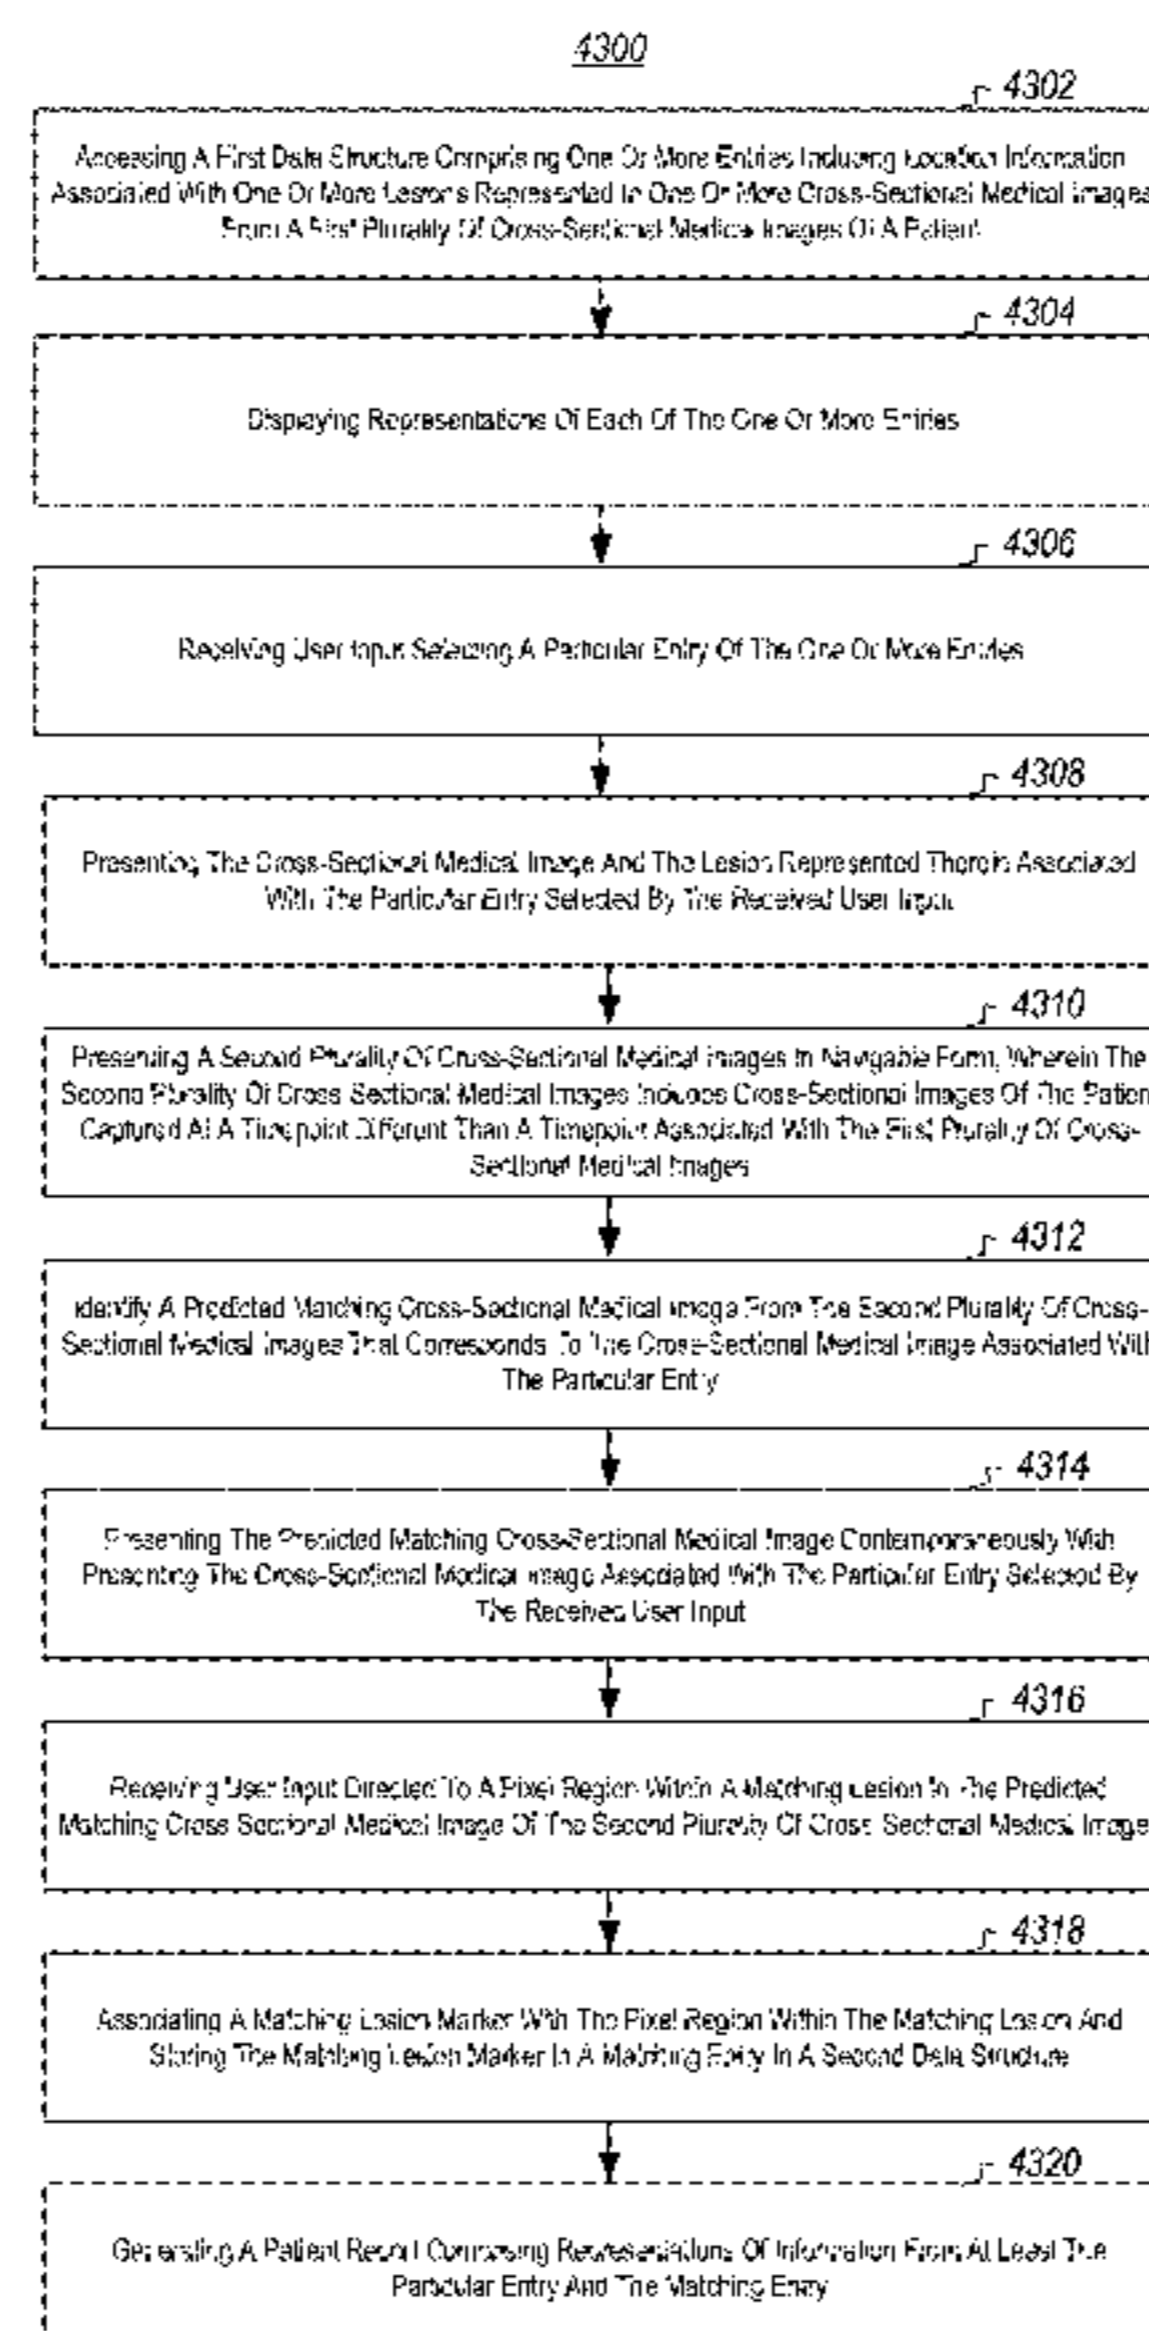 4300
4302
Accessing A First Data Structure Comprising One Or More Entries Including Location Information
Associated With One Or More Lesions Represented In One Or More Cross-Sectional Medical Images
From A First Plurality Of Cross-Sectional Medical Images Of A Patient
4304
Displaying Representations Of Each Of The One Or More Entries
4306
Receiving User Input Selecting A Particular Entry Of The One Or More Entries
4308
Presenting The Cross-Sectional Medical Image And The Lesion Represented Therein Associated
With The Particular Entry Selected By The Received User Input
4310
Presenting A Second Plurality Of Cross-Sectional Medical Images In Navigable Form, Wherein The
Second Plurality Of Cross-Sectional Medical Images Includes Cross-Sectional Images Of The Patien
Captured At A Timepoint Different Than A Timepoint Associated With The First Plurality Of Cross-
Sectional Medical Images
4312
Identify A Predicted Matching Cross-Sectional Medical Image From The Second Plurality Of Cross-
Sectional Medical Images That Corresponds To The Cross-Sectional Medical Image Associated With
The Particular Entry
4314
Presenting The Predicted Matching Cross-Sectional Medical Image Contemporaneously With
Presenting The Cross-Sectional Medical Image Associated With The Particular Entry Selected By
The Received User Input
4316
Receiving User Input Directed To A Pixel Region Within A Matching Lesion In The Predicted
Matching Cross-Sectional Medical Image Of The Second Plurality Of Cross-Sectional Medical Image
4318
Associating A Matching Lesion Marker With The Pixel Region Within The Matching Lesion And
Storing The Matching Lesion Marker In A Matching Entry In A Second Data Structure
4320
Generating A Patient Report Comprising Representations Of Information From At Least The
Particular Entry And The Matching Entry